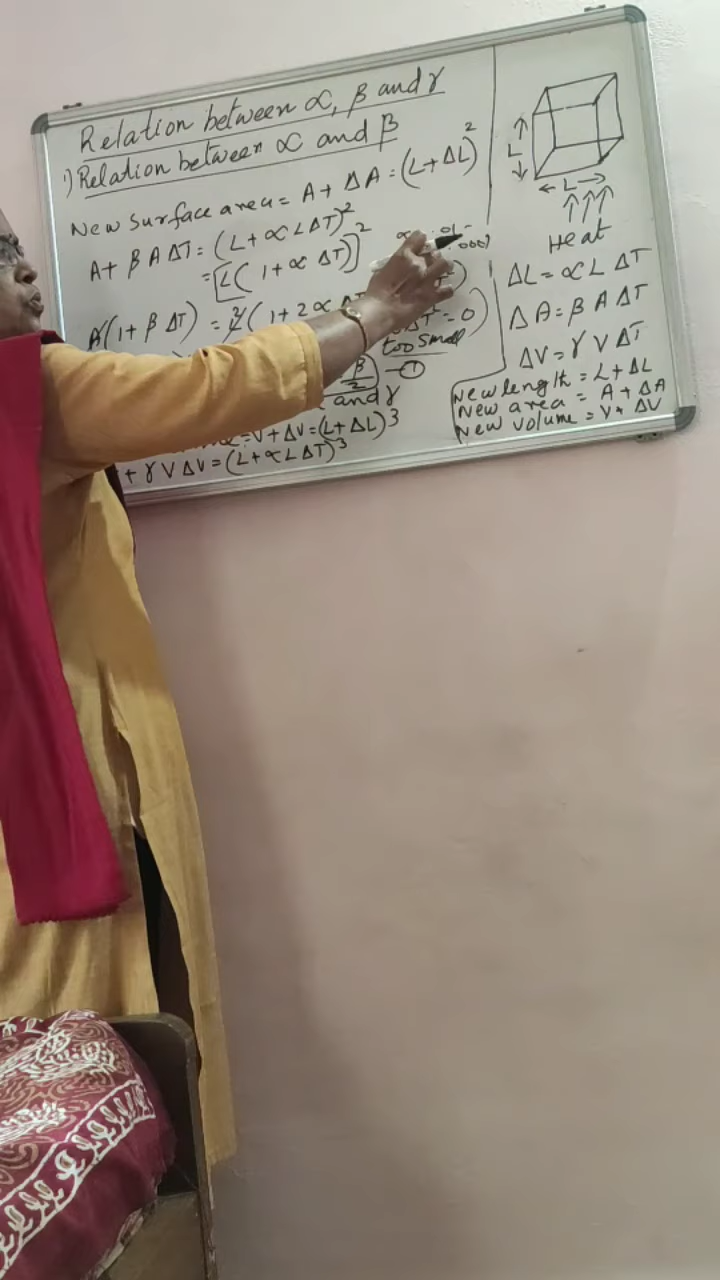 Relation between ∝, β and γ
1) Relation between ∝ and β
New surface area = A + ΔA = (L + ΔL)²
A + β A ΔT = (L + ∝ L ΔT)²
= [L(1 + ∝ ΔT)]²
A(1 + β ΔT) = (1 + 2∝
= 0
too small
β/2 — ①
and γ
V + ΔV = (L + ΔL)³
+ γ V ΔV = (L + ∝ L ΔT)³
L
← L →
Heat
ΔL = ∝ L ΔT
ΔA = β A ΔT
ΔV = γ V ΔT
New length = L + ΔL
New area = A + ΔA
New volume = V + ΔV